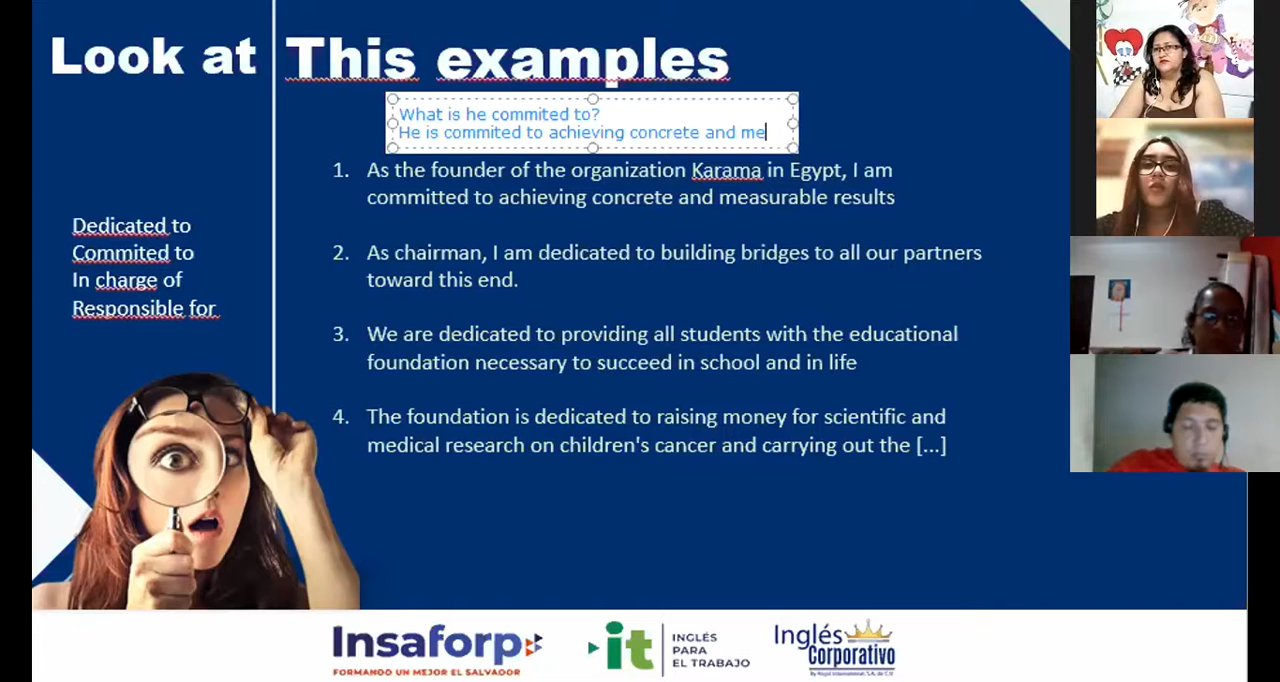 Look at This examples
What is he commited to?
He is commited to achieving concrete and me
1. As the founder of the organization Karama in Egypt, I am
committed to achieving concrete and measurable results
2. As chairman, I am dedicated to building bridges to all our partners
toward this end.
3. We are dedicated to providing all students with the educational
foundation necessary to succeed in school and in life
4. The foundation is dedicated to raising money for scientific and
medical research on children's cancer and carrying out the [...]
Dedicated to
Commited to
In charge of
Responsible for
Insaforp
FORMANDO UN MEJOR EL SALVADOR
it
INGLÉS
PARA
EL TRABAJO
Inglés
Corporativo